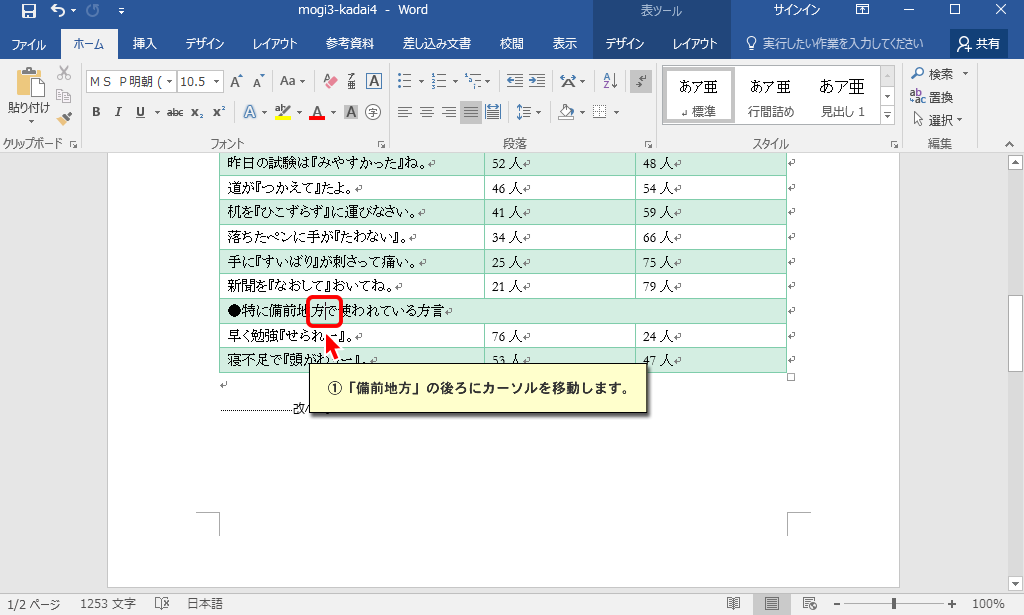 mogi3-kadai4 - Word
表ツール
サインイン
ファイル ホーム 挿入 デザイン レイアウト 参考資料 差し込み文書 校閲 表示 デザイン レイアウト 実行したい作業を入力してください 共有
貼り付け
ＭＳ Ｐ明朝 ( 10.5 A A Aa A
B I U abc x₂ x² A ab A A 字
あア亜 あア亜 あア亜
標準 行間詰め 見出し 1
検索
置換
選択
クリップボード フォント 段落 スタイル 編集
昨日の試験は『みやすかった』ね。 52 人 48 人
道が『つかえて』たよ。 46 人 54 人
机を『ひこずらず』に運びなさい。 41 人 59 人
落ちたペンに手が『たわない』。 34 人 66 人
手に『すいばり』が刺さって痛い。 25 人 75 人
新聞を『なおして』おいてね。 21 人 79 人
●特に備前地方で使われている方言
早く勉強『せられー』。 76 人 24 人
寝不足で『頭がわ 53 人 47 人
①「備前地方」の後ろにカーソルを移動します。
1/2 ページ 1253 文字 日本語 100%